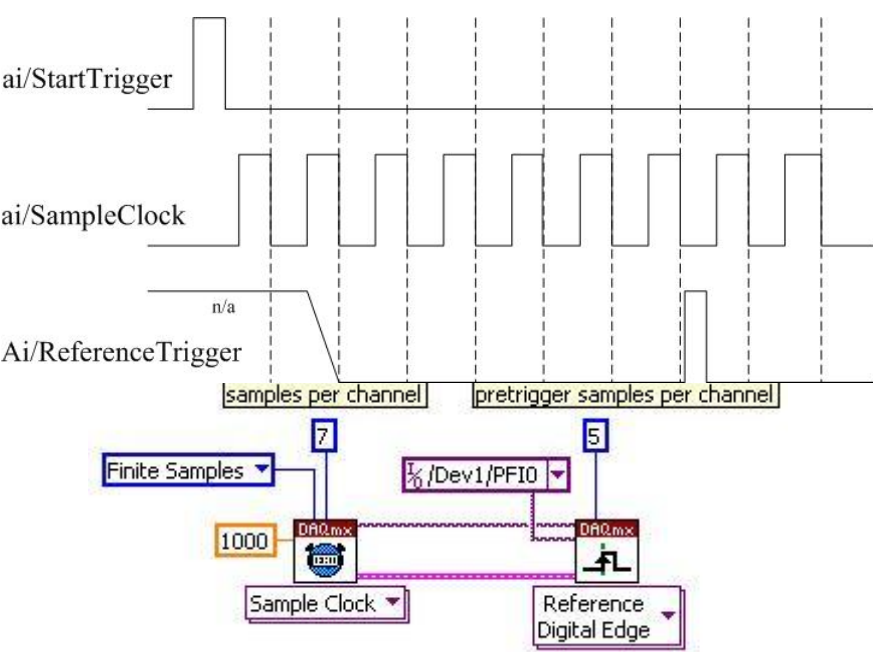 ai/StartTrigger
ai/SampleClock
n/a
Ai/ReferenceTrigger
samples per channel
pretrigger samples per channel
7
5
Finite Samples
I/O /Dev1/PFI0
1000
DAQmx
DAQmx
Sample Clock
Reference
Digital Edge